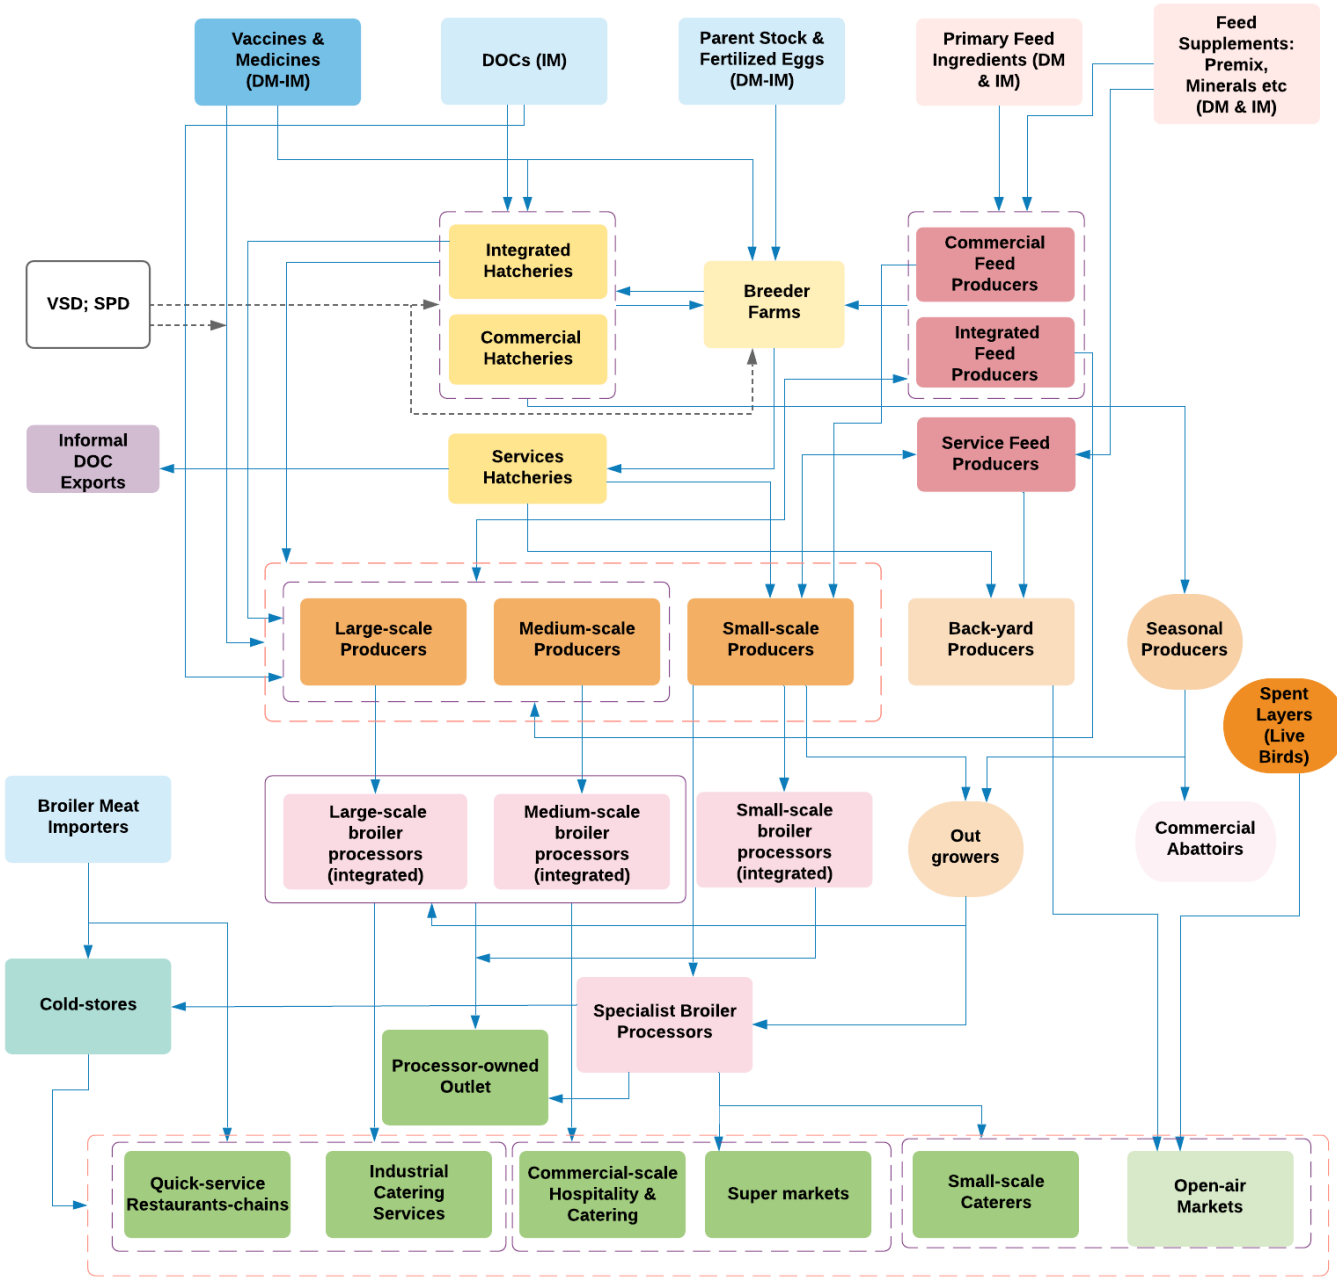 Vaccines &
Medicines
(DM-IM)
DOCs (IM)
Parent Stock &
Fertilized Eggs
(DM-IM)
Primary Feed
Ingredients (DM
& IM)
Feed
Supplements:
Premix,
Minerals etc
(DM & IM)
Integrated
Hatcheries
Commercial
Feed
Producers
VSD; SPD
Breeder
Farms
Commercial
Hatcheries
Integrated
Feed
Producers
Informal
DOC
Exports
Services
Hatcheries
Service Feed
Producers
Large-scale
Producers
Medium-scale
Producers
Small-scale
Producers
Back-yard
Producers
Seasonal
Producers
Spent
Layers
(Live
Birds)
Broiler Meat
Importers
Large-scale
broiler
processors
(integrated)
Medium-scale
broiler
processors
(integrated)
Small-scale
broiler
processors
(integrated)
Out
growers
Commercial
Abattoirs
Cold-stores
Specialist Broiler
Processors
Processor-owned
Outlet
Quick-service
Restaurants-chains
Industrial
Catering
Services
Commercial-scale
Hospitality &
Catering
Super markets
Small-scale
Caterers
Open-air
Markets